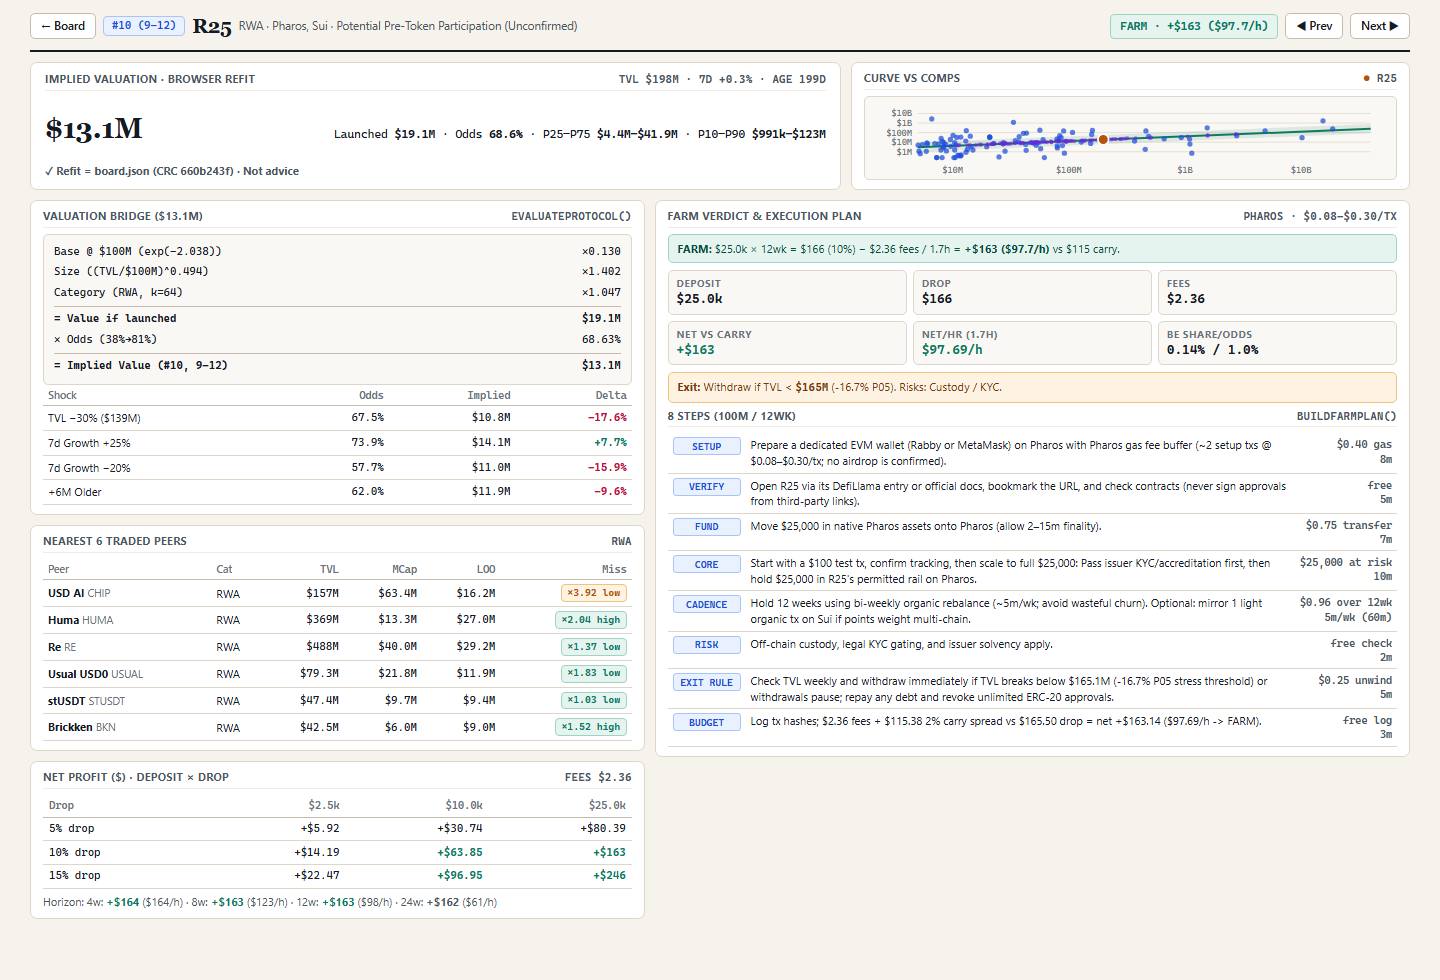 ← Board
#10 (9–12)
R25
RWA · Pharos, Sui · Potential Pre-Token Participation (Unconfirmed)
FARM · +$163 ($97.7/h)
◀ Prev
Next ▶
IMPLIED VALUATION · BROWSER REFIT
TVL $198M · 7D +0.3% · AGE 199D
$13.1M
Launched $19.1M · Odds 68.6% · P25–P75 $4.4M–$41.9M · P10–P90 $991k–$123M
✓ Refit = board.json (CRC 660b243f) · Not advice
CURVE VS COMPS
● R25
$10B
$1B
$100M
$10M
$1M
$10M $100M $1B $10B
VALUATION BRIDGE ($13.1M)
EVALUATEPROTOCOL()
Base @ $100M (exp(−2.038)) ×0.130
Size ((TVL/$100M)^0.494) ×1.402
Category (RWA, k=64) ×1.047
= Value if launched $19.1M
× Odds (38%→81%) 68.63%
= Implied Value (#10, 9–12) $13.1M
Shock Odds Implied Delta
TVL −30% ($139M) 67.5% $10.8M −17.6%
7d Growth +25% 73.9% $14.1M +7.7%
7d Growth −20% 57.7% $11.0M −15.9%
+6M Older 62.0% $11.9M −9.6%
NEAREST 6 TRADED PEERS
RWA
Peer Cat TVL MCap LOO Miss
USD AI CHIP RWA $157M $63.4M $16.2M ×3.92 low
Huma HUMA RWA $369M $13.3M $27.0M ×2.04 high
Re RE RWA $488M $40.0M $29.2M ×1.37 low
Usual USD0 USUAL RWA $79.3M $21.8M $11.9M ×1.83 low
stUSDT STUSDT RWA $47.4M $9.7M $9.4M ×1.03 low
Brickken BKN RWA $42.5M $6.0M $9.0M ×1.52 high
NET PROFIT ($) · DEPOSIT × DROP
FEES $2.36
Drop $2.5k $10.0k $25.0k
5% drop +$5.92 +$30.74 +$80.39
10% drop +$14.19 +$63.85 +$163
15% drop +$22.47 +$96.95 +$246
Horizon: 4w: +$164 ($164/h) · 8w: +$163 ($123/h) · 12w: +$163 ($98/h) · 24w: +$162 ($61/h)
FARM VERDICT & EXECUTION PLAN
PHAROS · $0.08–$0.30/TX
FARM: $25.0k × 12wk = $166 (10%) − $2.36 fees / 1.7h = +$163 ($97.7/h) vs $115 carry.
DEPOSIT
$25.0k
DROP
$166
FEES
$2.36
NET VS CARRY
+$163
NET/HR (1.7H)
$97.69/h
BE SHARE/ODDS
0.14% / 1.0%
Exit: Withdraw if TVL < $165M (-16.7% P05). Risks: Custody / KYC.
8 STEPS (100M / 12WK)
BUILDFARMPLAN()
SETUP
Prepare a dedicated EVM wallet (Rabby or MetaMask) on Pharos with Pharos gas fee buffer (~2 setup txs @
$0.08–$0.30/tx; no airdrop is confirmed).
$0.40 gas
8m
VERIFY
Open R25 via its DefiLlama entry or official docs, bookmark the URL, and check contracts (never sign approvals
from third-party links).
free
5m
FUND
Move $25,000 in native Pharos assets onto Pharos (allow 2–15m finality).
$0.75 transfer
7m
CORE
Start with a $100 test tx, confirm tracking, then scale to full $25,000: Pass issuer KYC/accreditation first, then
hold $25,000 in R25's permitted rail on Pharos.
$25,000 at risk
10m
CADENCE
Hold 12 weeks using bi-weekly organic rebalance (~5m/wk; avoid wasteful churn). Optional: mirror 1 light
organic tx on Sui if points weight multi-chain.
$0.96 over 12wk
5m/wk (60m)
RISK
Off-chain custody, legal KYC gating, and issuer solvency apply.
free check
2m
EXIT RULE
Check TVL weekly and withdraw immediately if TVL breaks below $165.1M (-16.7% P05 stress threshold) or
withdrawals pause; repay any debt and revoke unlimited ERC-20 approvals.
$0.25 unwind
5m
BUDGET
Log tx hashes; $2.36 fees + $115.38 2% carry spread vs $165.50 drop = net +$163.14 ($97.69/hr -> FARM).
free log
3m